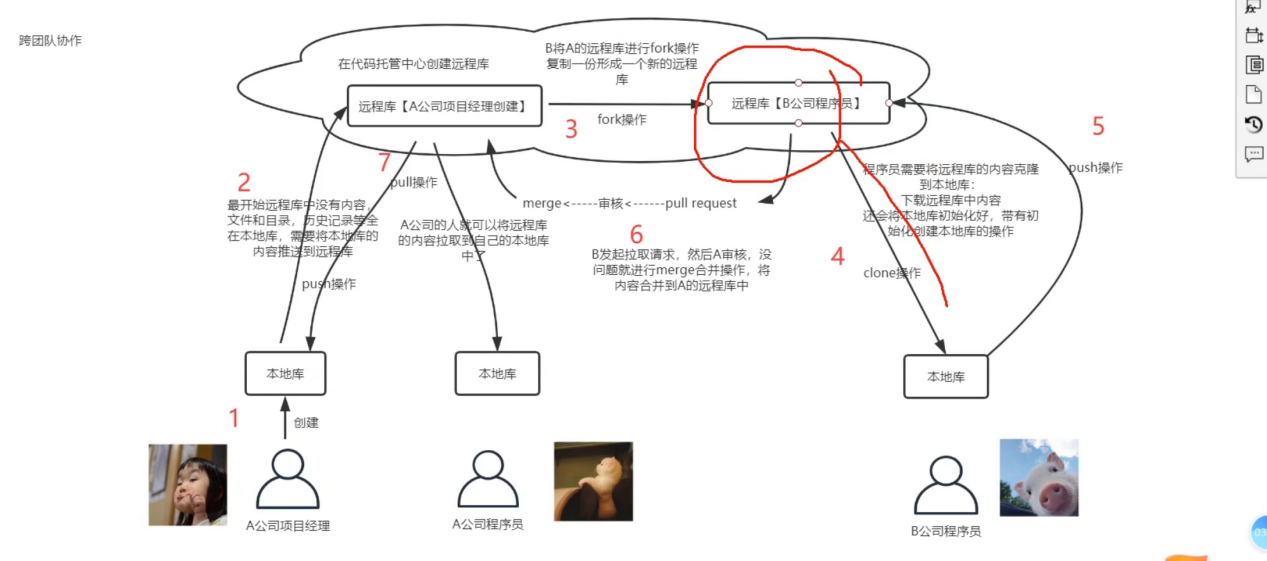 跨团队协作
在代码托管中心创建远程库
B将A的远程库进行fork操作
复制一份形成一个新的远程
库
远程库【A公司项目经理创建】
远程库【B公司程序员】
fork操作
3
5
7
2
pull操作
最开始远程库中没有内容，
文件和目录，历史记录等全
在本地库，需要将本地库的
内容推送到远程库
push操作
A公司的人就可以将远程库
的内容拉取到自己的本地库
中了
merge<-----审核<------pull request
6
B发起拉取请求，然后A审核，没
问题就进行merge合并操作，将
内容合并到A的远程库中
程序员需要将远程库的内容克隆
到本地库：
下载远程库中内容
还会将本地库初始化好，带有初
始化创建本地库的操作
push操作
4
clone操作
本地库
本地库
本地库
1
创建
A公司项目经理
A公司程序员
B公司程序员